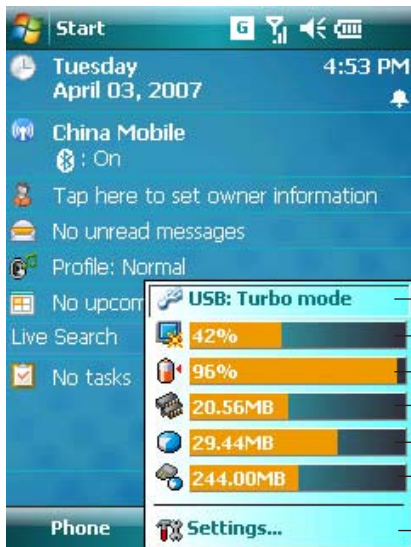 Start
G
Tuesday 4:53 PM
April 03, 2007
China Mobile
: On
Tap here to set owner information
No unread messages
Profile: Normal
No upcom
USB: Turbo mode
Live Search
42%
No tasks
96%
20.56MB
29.44MB
244.00MB
Phone
Settings...